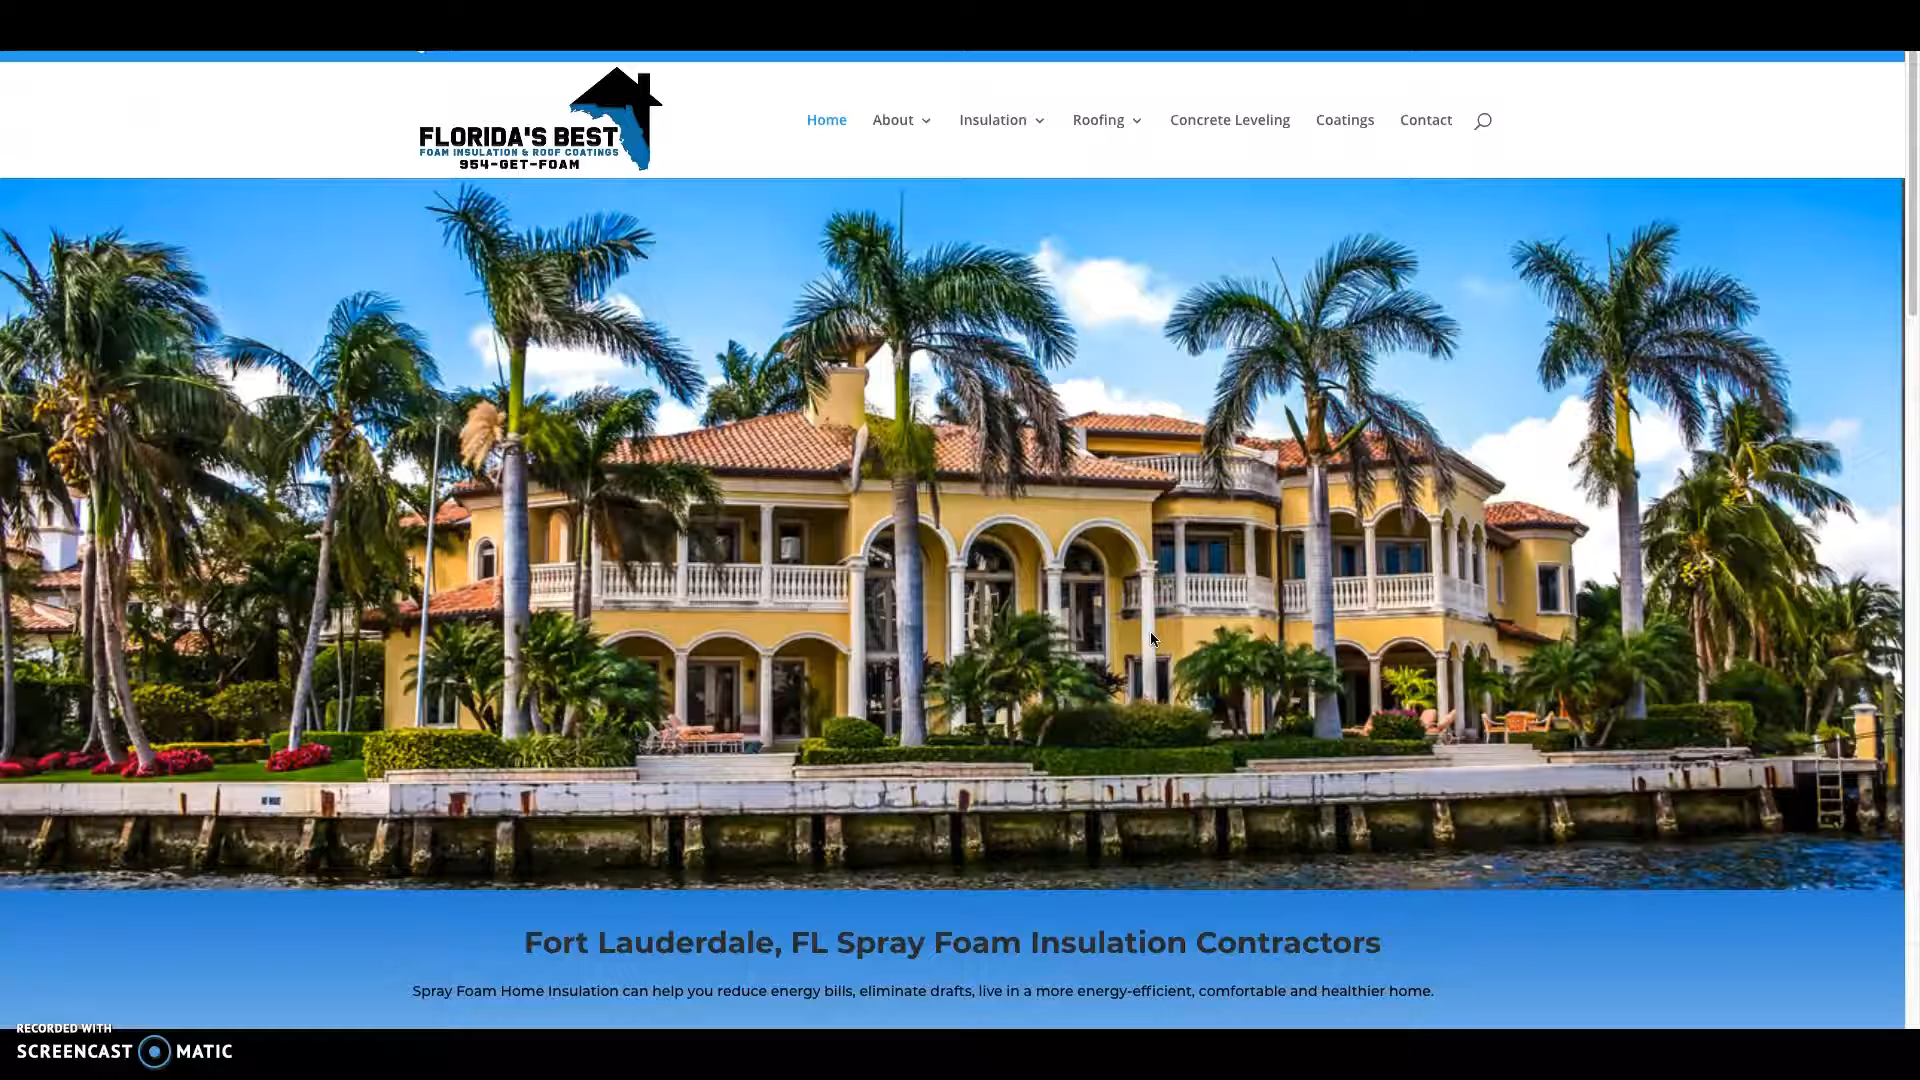 FLORIDA'S BEST
FOAM INSULATION & ROOF COATINGS
954-GET-FOAM
Home
About
Insulation
Roofing
Concrete Leveling
Coatings
Contact
Fort Lauderdale, FL Spray Foam Insulation Contractors
Spray Foam Home Insulation can help you reduce energy bills, eliminate drafts, live in a more energy-efficient, comfortable and healthier home.
RECORDED WITH
SCREENCAST MATIC